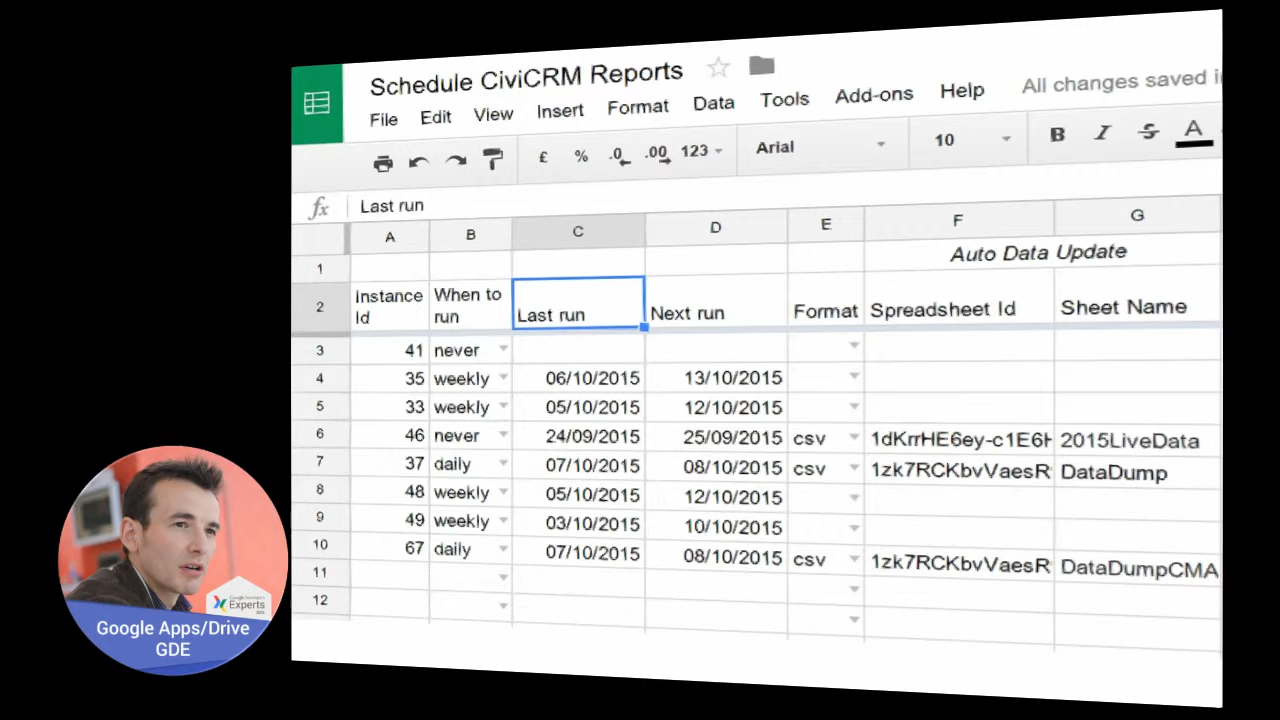 Schedule CiviCRM Reports
File Edit View Insert Format Data Tools Add-ons Help All changes saved
£ % .0 .00 123 Arial 10 B I S A
fx Last run
A B C D E F G
1 Auto Data Update
2 Instance Id When to run Last run Next run Format Spreadsheet Id Sheet Name
3 41 never
4 35 weekly 06/10/2015 13/10/2015
5 33 weekly 05/10/2015 12/10/2015
6 46 never 24/09/2015 25/09/2015 csv 1dKrrHE6ey-c1E6H 2015LiveData
7 37 daily 07/10/2015 08/10/2015 csv 1zk7RCKbvVaesR DataDump
8 48 weekly 05/10/2015 12/10/2015
9 49 weekly 03/10/2015 10/10/2015
10 67 daily 07/10/2015 08/10/2015 csv 1zk7RCKbvVaesR DataDumpCMA
11
12
Google Developers
Experts
Google Apps/Drive
GDE